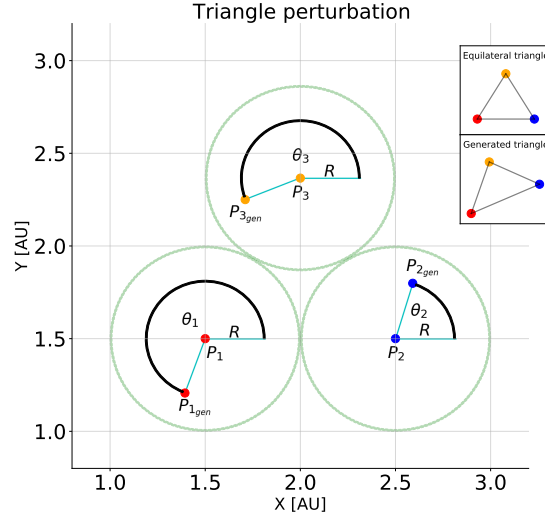 Triangle perturbation
Y [AU]
3.0
2.5
2.0
1.5
1.0
Equilateral triangle
Generated triangle
θ3
R
P3
P3gen
P2gen
θ1
R
P1
θ2
R
P2
P1gen
1.0 1.5 2.0 2.5 3.0
X [AU]